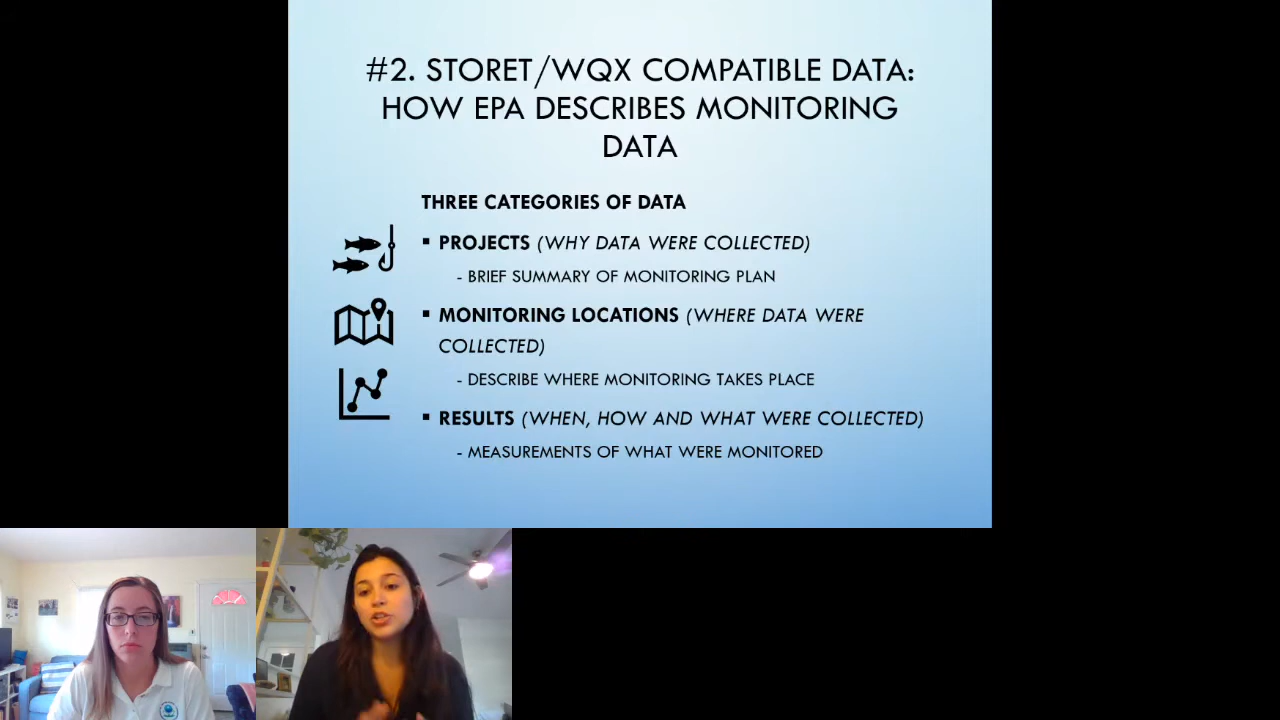 #2. STORET/WQX COMPATIBLE DATA:
HOW EPA DESCRIBES MONITORING
DATA
THREE CATEGORIES OF DATA
▪ PROJECTS (WHY DATA WERE COLLECTED)
- BRIEF SUMMARY OF MONITORING PLAN
▪ MONITORING LOCATIONS (WHERE DATA WERE
COLLECTED)
- DESCRIBE WHERE MONITORING TAKES PLACE
▪ RESULTS (WHEN, HOW AND WHAT WERE COLLECTED)
- MEASUREMENTS OF WHAT WERE MONITORED